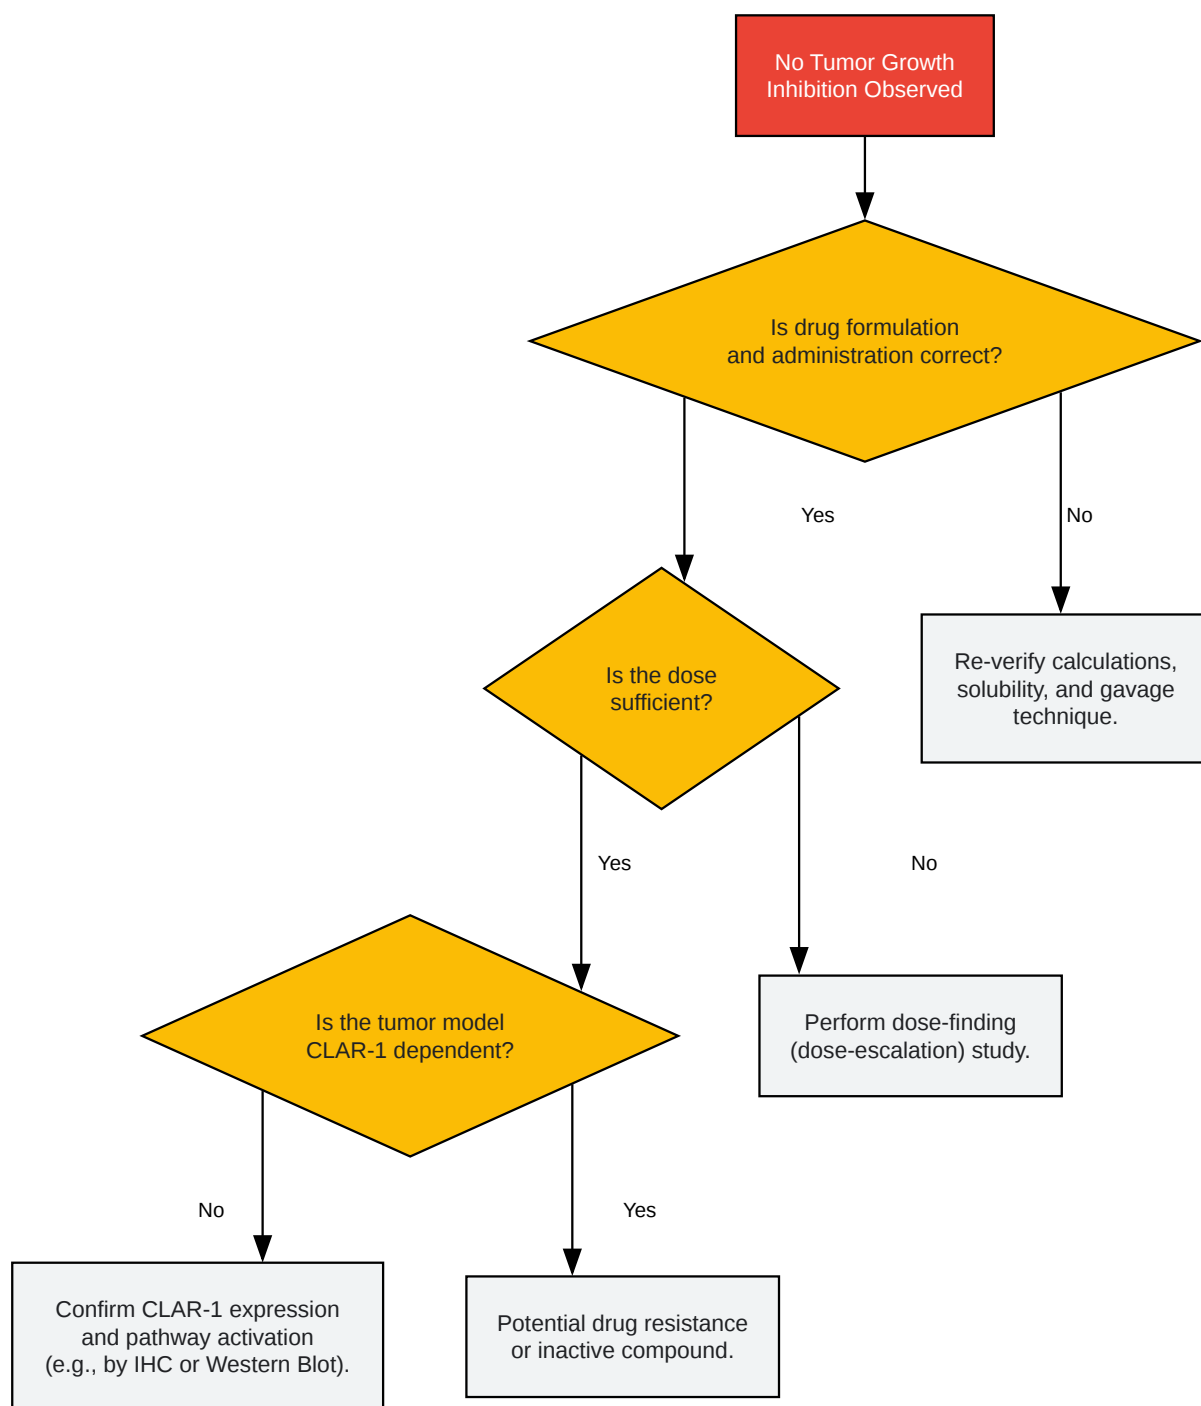 No Tumor Growth
Inhibition Observed
Is drug formulation
and administration correct?
Yes
No
Is the dose
sufficient?
Re-verify calculations,
solubility, and gavage
technique.
Yes
No
Is the tumor model
CLAR-1 dependent?
Perform dose-finding
(dose-escalation) study.
No
Yes
Confirm CLAR-1 expression
and pathway activation
(e.g., by IHC or Western Blot).
Potential drug resistance
or inactive compound.